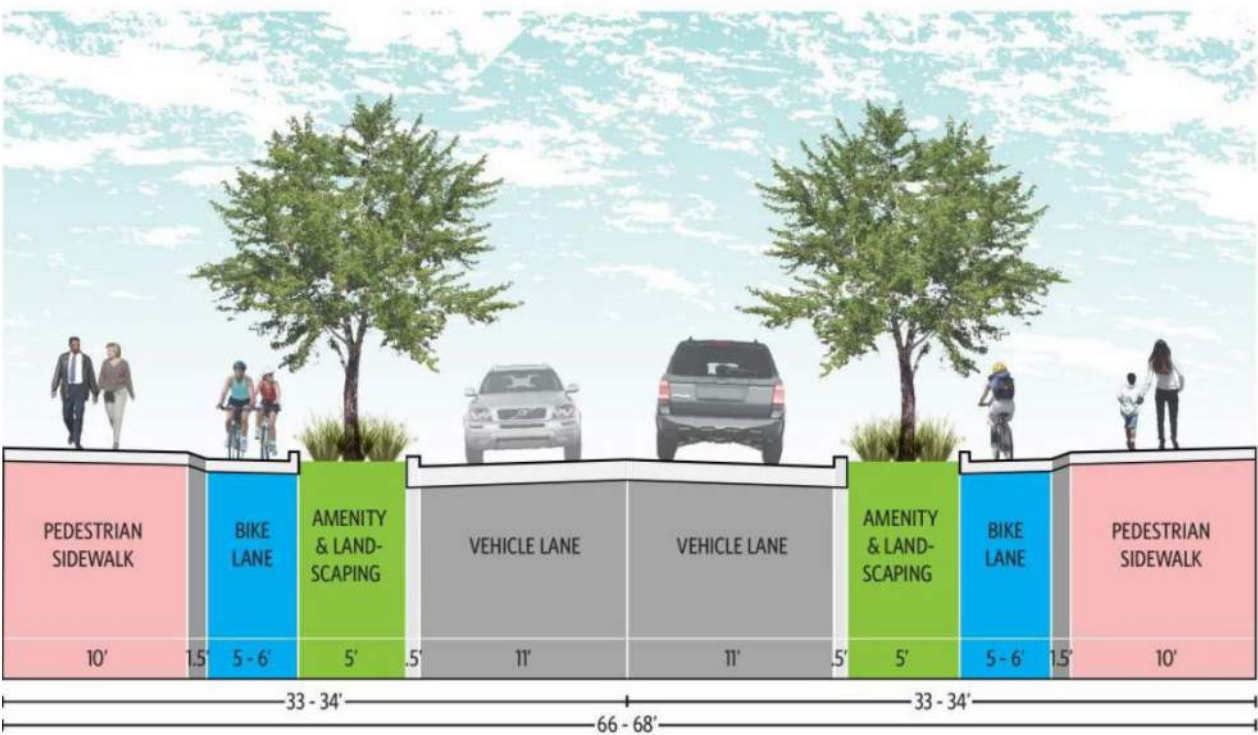 PEDESTRIAN
SIDEWALK
BIKE
LANE
AMENITY
& LAND-
SCAPING
VEHICLE LANE
VEHICLE LANE
AMENITY
& LAND-
SCAPING
BIKE
LANE
PEDESTRIAN
SIDEWALK
10' 1.5' 5 - 6' 5' .5' 11' 11' .5' 5' 5 - 6' 1.5' 10'
33 - 34' 33 - 34'
66 - 68'